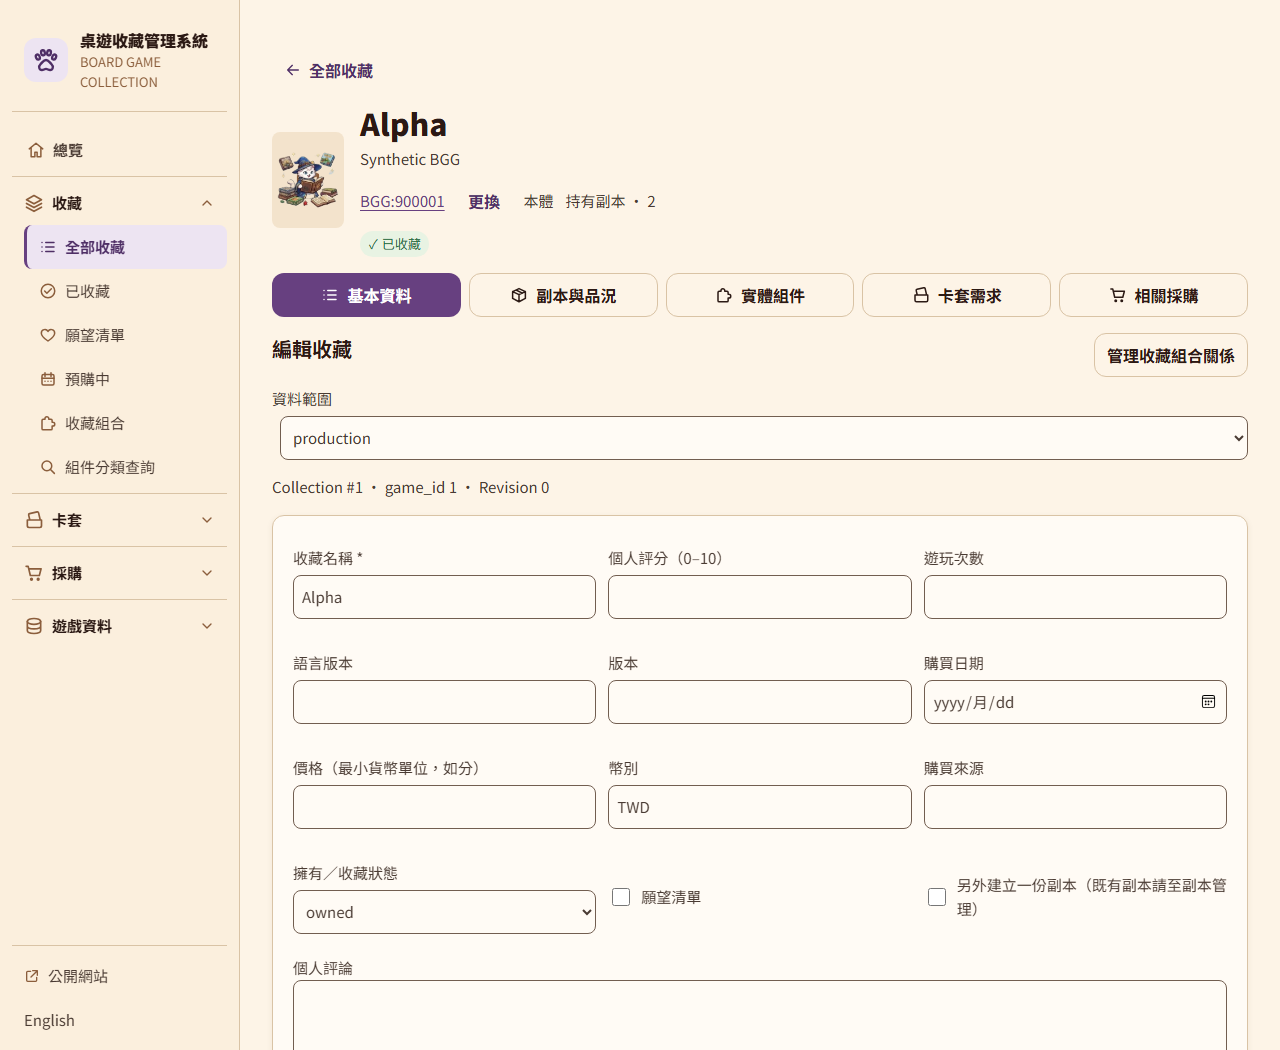 桌遊收藏管理系統
BOARD GAME
COLLECTION
總覽
收藏
全部收藏
已收藏
願望清單
預購中
收藏組合
組件分類查詢
卡套
採購
遊戲資料
公開網站
English
← 全部收藏
Alpha
Synthetic BGG
BGG:900001 更換 本體 持有副本 · 2
✓ 已收藏
基本資料 副本與品況 實體組件 卡套需求 相關採購
編輯收藏 管理收藏組合關係
資料範圍
production
Collection #1 · game_id 1 · Revision 0
收藏名稱 * 個人評分（0–10） 遊玩次數
Alpha
語言版本 版本 購買日期
yyyy/月/dd
價格（最小貨幣單位，如分） 幣別 購買來源
TWD
擁有／收藏狀態
owned
願望清單
另外建立一份副本（既有副本請至副本管
理）
個人評論